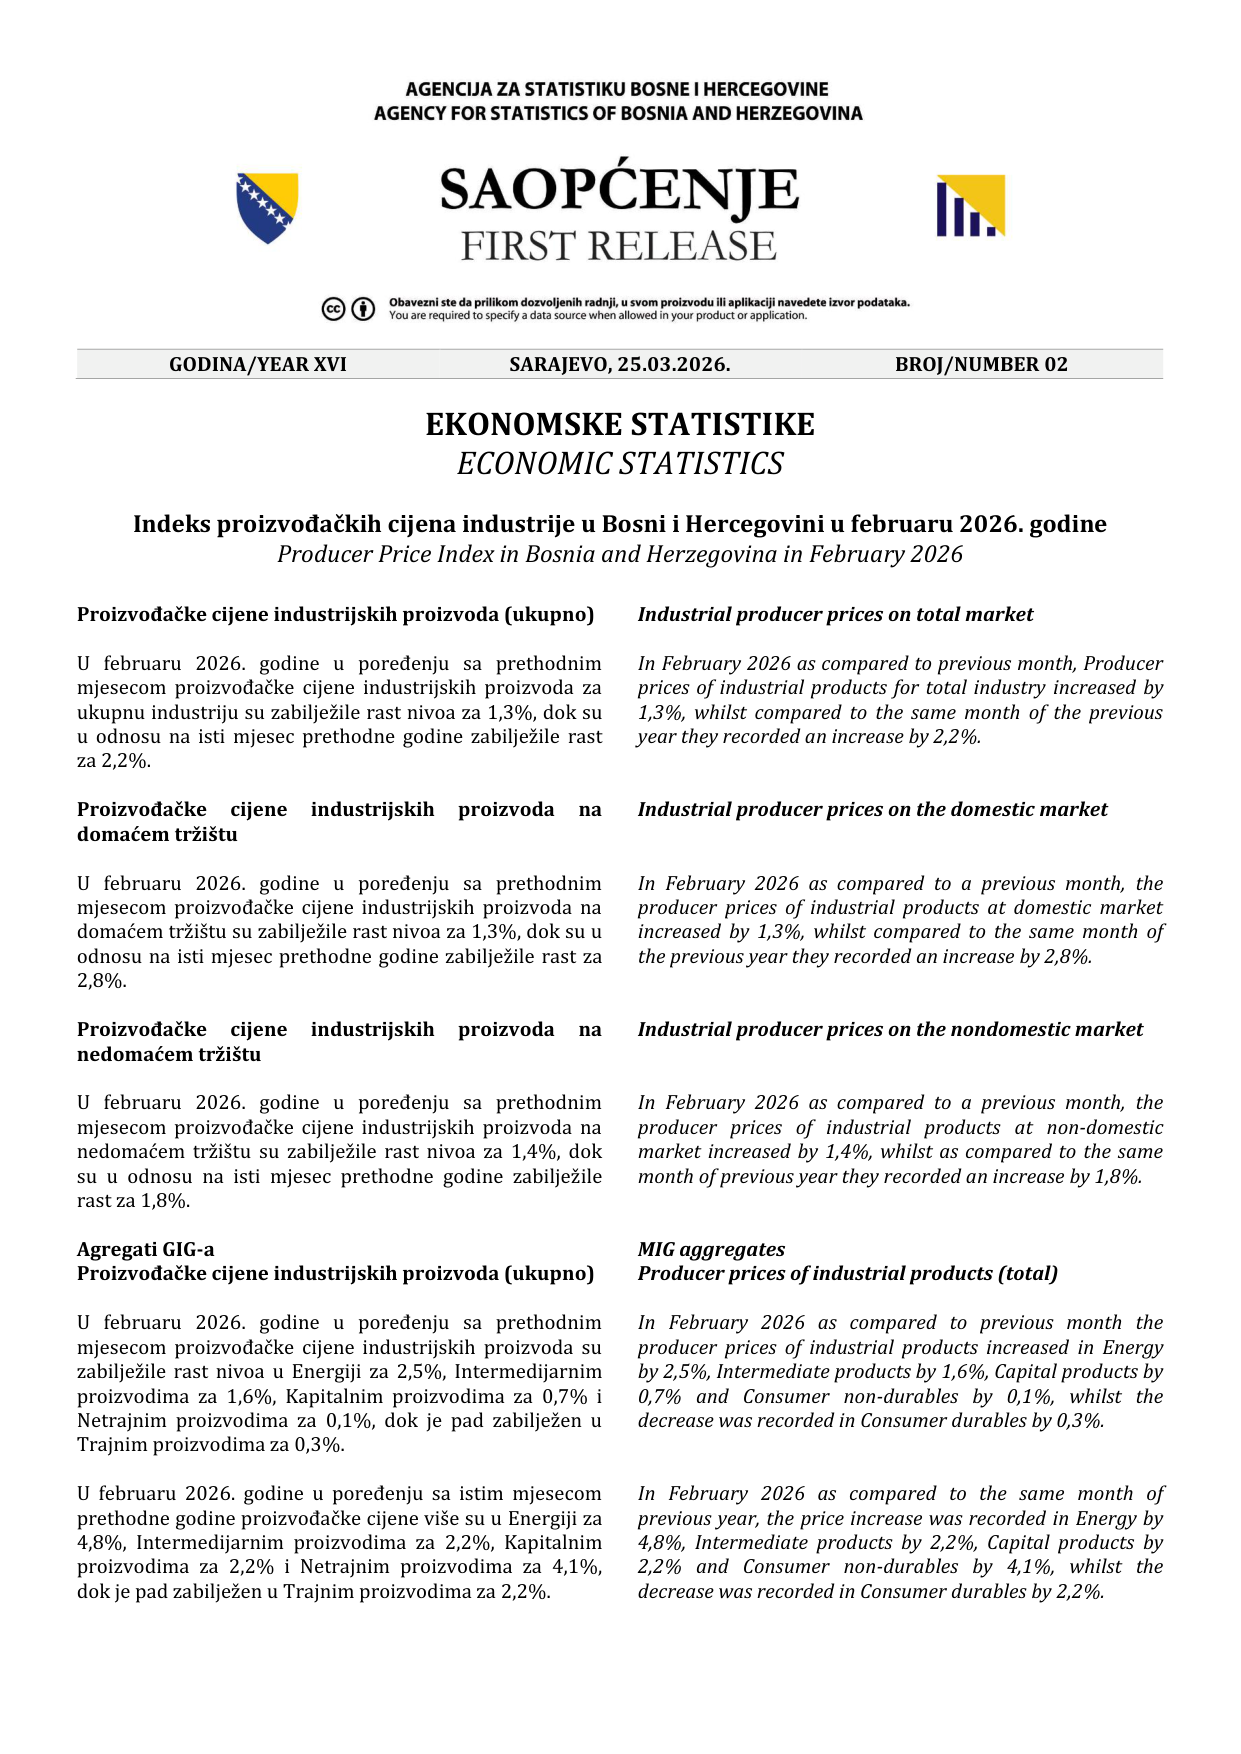 AGENCIJA ZA STATISTIKU BOSNE I HERCEGOVINE
AGENCY FOR STATISTICS OF BOSNIA AND HERZEGOVINA
SAOPĆENJE
FIRST RELEASE
cc
Obavezni ste da prilikom dozvoljenih radnji, u svom proizvodu ili aplikaciji navedete izvor podataka.
You are required to specify a data source when allowed in your product or application.
GODINA/YEAR XVI SARAJEVO, 25.03.2026. BROJ/NUMBER 02
EKONOMSKE STATISTIKE
ECONOMIC STATISTICS
Indeks proizvođačkih cijena industrije u Bosni i Hercegovini u februaru 2026. godine
Producer Price Index in Bosnia and Herzegovina in February 2026
Proizvođačke cijene industrijskih proizvoda (ukupno)
U februaru 2026. godine u poređenju sa prethodnim
mjesecom proizvođačke cijene industrijskih proizvoda za
ukupnu industriju su zabilježile rast nivoa za 1,3%, dok su
u odnosu na isti mjesec prethodne godine zabilježile rast
za 2,2%.
Industrial producer prices on total market
In February 2026 as compared to previous month, Producer
prices of industrial products for total industry increased by
1,3%, whilst compared to the same month of the previous
year they recorded an increase by 2,2%.
Proizvođačke cijene industrijskih proizvoda na
domaćem tržištu
U februaru 2026. godine u poređenju sa prethodnim
mjesecom proizvođačke cijene industrijskih proizvoda na
domaćem tržištu su zabilježile rast nivoa za 1,3%, dok su u
odnosu na isti mjesec prethodne godine zabilježile rast za
2,8%.
Industrial producer prices on the domestic market
In February 2026 as compared to a previous month, the
producer prices of industrial products at domestic market
increased by 1,3%, whilst compared to the same month of
the previous year they recorded an increase by 2,8%.
Proizvođačke cijene industrijskih proizvoda na
nedomaćem tržištu
U februaru 2026. godine u poređenju sa prethodnim
mjesecom proizvođačke cijene industrijskih proizvoda na
nedomaćem tržištu su zabilježile rast nivoa za 1,4%, dok
su u odnosu na isti mjesec prethodne godine zabilježile
rast za 1,8%.
Industrial producer prices on the nondomestic market
In February 2026 as compared to a previous month, the
producer prices of industrial products at non-domestic
market increased by 1,4%, whilst as compared to the same
month of previous year they recorded an increase by 1,8%.
Agregati GIG-a
Proizvođačke cijene industrijskih proizvoda (ukupno)
U februaru 2026. godine u poređenju sa prethodnim
mjesecom proizvođačke cijene industrijskih proizvoda su
zabilježile rast nivoa u Energiji za 2,5%, Intermedijarnim
proizvodima za 1,6%, Kapitalnim proizvodima za 0,7% i
Netrajnim proizvodima za 0,1%, dok je pad zabilježen u
Trajnim proizvodima za 0,3%.
U februaru 2026. godine u poređenju sa istim mjesecom
prethodne godine proizvođačke cijene više su u Energiji za
4,8%, Intermedijarnim proizvodima za 2,2%, Kapitalnim
proizvodima za 2,2% i Netrajnim proizvodima za 4,1%,
dok je pad zabilježen u Trajnim proizvodima za 2,2%.
MIG aggregates
Producer prices of industrial products (total)
In February 2026 as compared to previous month the
producer prices of industrial products increased in Energy
by 2,5%, Intermediate products by 1,6%, Capital products by
0,7% and Consumer non-durables by 0,1%, whilst the
decrease was recorded in Consumer durables by 0,3%.
In February 2026 as compared to the same month of
previous year, the price increase was recorded in Energy by
4,8%, Intermediate products by 2,2%, Capital products by
2,2% and Consumer non-durables by 4,1%, whilst the
decrease was recorded in Consumer durables by 2,2%.